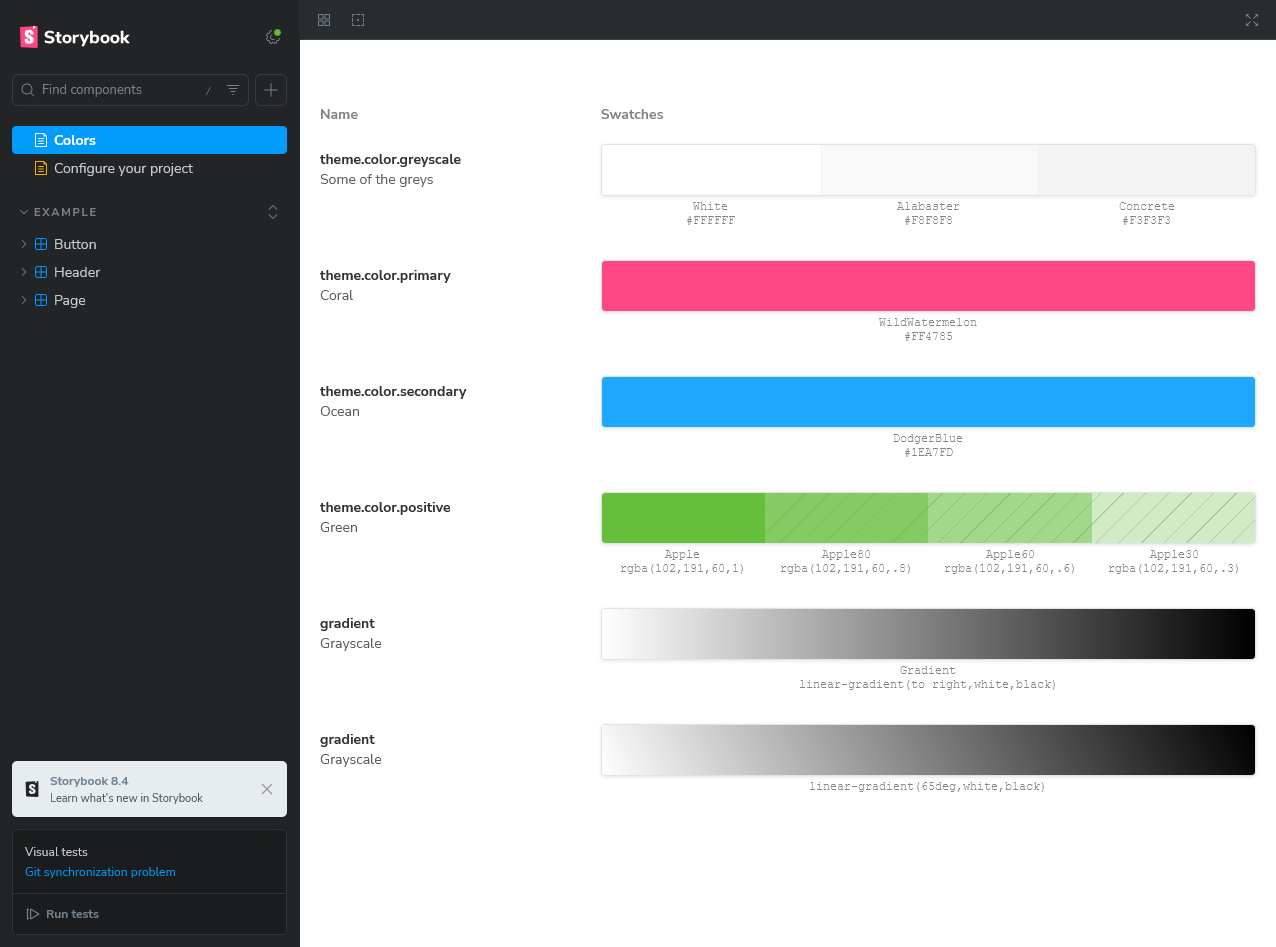 Storybook
Find components /
Colors
Configure your project
EXAMPLE
Button
Header
Page
Storybook 8.4
Learn what's new in Storybook
Visual tests
Git synchronization problem
Run tests
Name Swatches
theme.color.greyscale
Some of the greys
White Alabaster Concrete
#FFFFFF #F8F8F8 #F3F3F3
theme.color.primary
Coral
WildWatermelon
#FF4785
theme.color.secondary
Ocean
DodgerBlue
#1EA7FD
theme.color.positive
Green
Apple Apple80 Apple60 Apple30
rgba(102,191,60,1) rgba(102,191,60,.8) rgba(102,191,60,.6) rgba(102,191,60,.3)
gradient
Grayscale
Gradient
linear-gradient(to right,white,black)
gradient
Grayscale
linear-gradient(65deg,white,black)